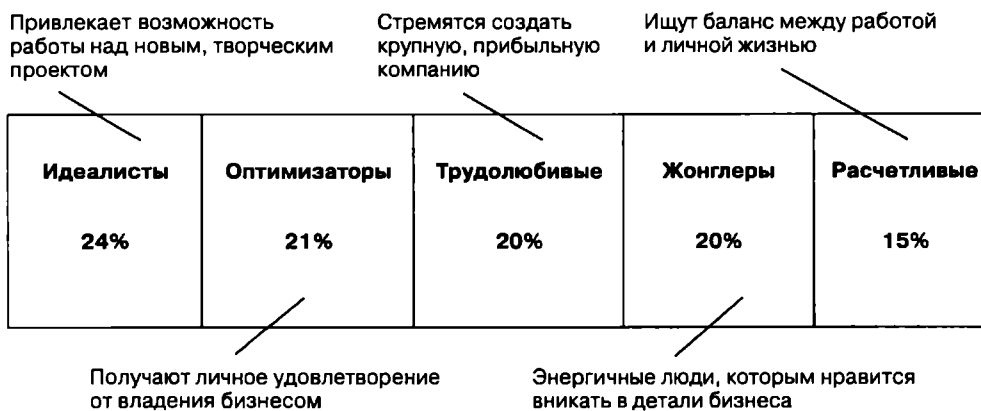 Привлекает возможность
работы над новым, творческим
проектом
Стремятся создать
крупную, прибыльную
компанию
Ищут баланс между работой
и личной жизнью
Идеалисты
Оптимизаторы
Трудолюбивые
Жонглеры
Расчетливые
24%
21%
20%
20%
15%
Получают личное удовлетворение
от владения бизнесом
Энергичные люди, которым нравится
вникать в детали бизнеса